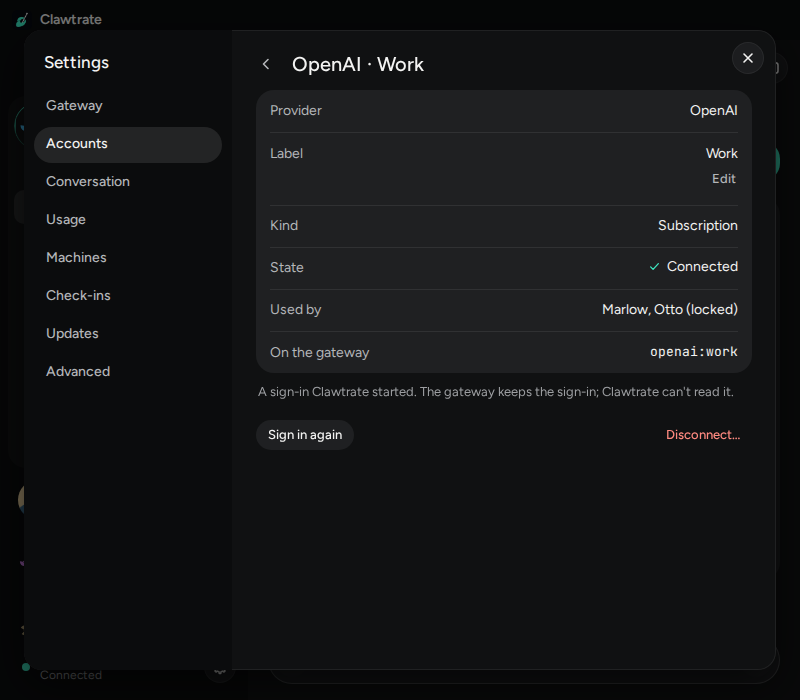 Clawtrate
Settings
Gateway
Accounts
Conversation
Usage
Machines
Check-ins
Updates
Advanced
OpenAI · Work
Provider OpenAI
Label Work
Edit
Kind Subscription
State Connected
Used by Marlow, Otto (locked)
On the gateway openai:work
A sign-in Clawtrate started. The gateway keeps the sign-in; Clawtrate can't read it.
Sign in again Disconnect...
Connected